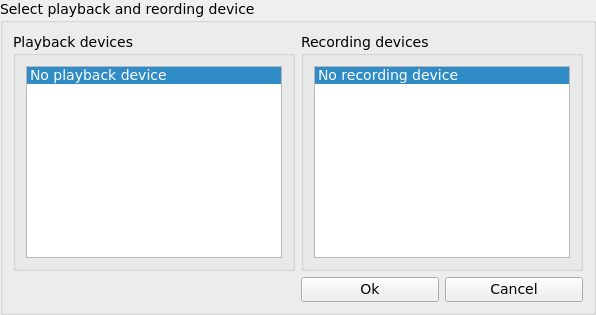 Select playback and reording device
Playback devices
Recording devices
No playback device
No recording device
Ok
Cancel